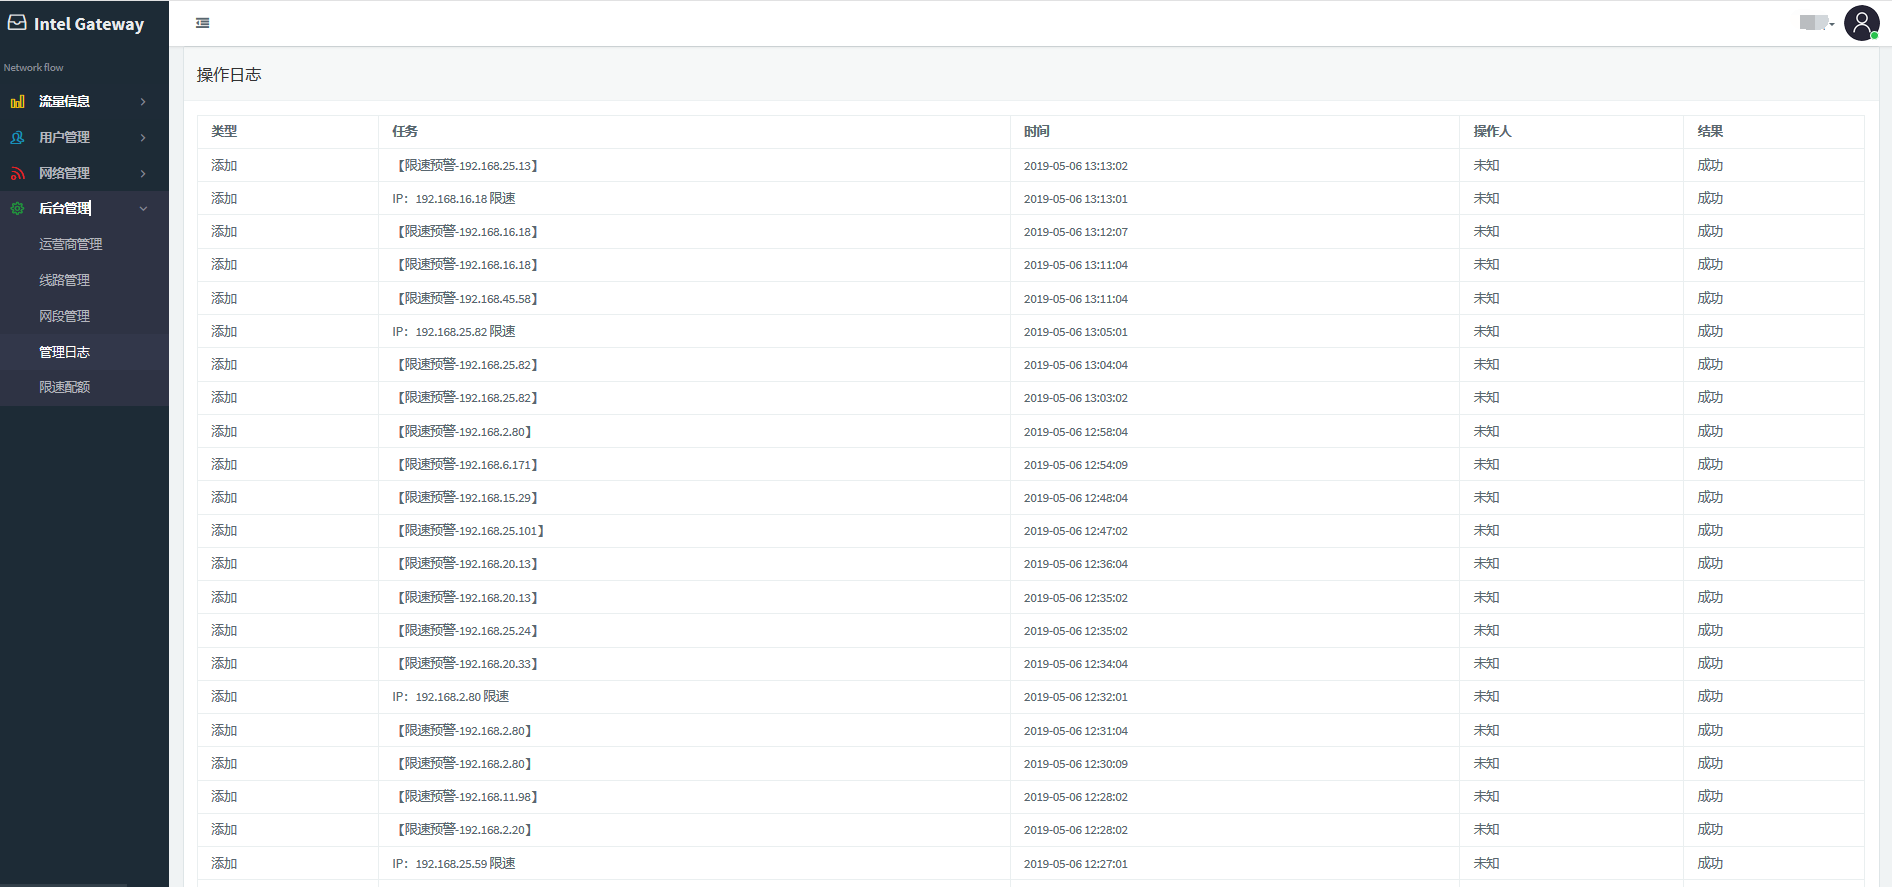 Intel Gateway
Network flow
流量信息
用户管理
网络管理
后台管理
运营商管理
线路管理
网段管理
管理日志
限速配额
操作日志
类型 任务 时间 操作人 结果
添加 【限速预警-192.168.25.13】 2019-05-06 13:13:02 未知 成功
添加 IP：192.168.16.18 限速 2019-05-06 13:13:01 未知 成功
添加 【限速预警-192.168.16.18】 2019-05-06 13:12:07 未知 成功
添加 【限速预警-192.168.16.18】 2019-05-06 13:11:04 未知 成功
添加 【限速预警-192.168.45.58】 2019-05-06 13:11:04 未知 成功
添加 IP：192.168.25.82 限速 2019-05-06 13:05:01 未知 成功
添加 【限速预警-192.168.25.82】 2019-05-06 13:04:04 未知 成功
添加 【限速预警-192.168.25.82】 2019-05-06 13:03:02 未知 成功
添加 【限速预警-192.168.2.80】 2019-05-06 12:58:04 未知 成功
添加 【限速预警-192.168.6.171】 2019-05-06 12:54:09 未知 成功
添加 【限速预警-192.168.15.29】 2019-05-06 12:48:04 未知 成功
添加 【限速预警-192.168.25.101】 2019-05-06 12:47:02 未知 成功
添加 【限速预警-192.168.20.13】 2019-05-06 12:36:04 未知 成功
添加 【限速预警-192.168.20.13】 2019-05-06 12:35:02 未知 成功
添加 【限速预警-192.168.25.24】 2019-05-06 12:35:02 未知 成功
添加 【限速预警-192.168.20.33】 2019-05-06 12:34:04 未知 成功
添加 IP：192.168.2.80 限速 2019-05-06 12:32:01 未知 成功
添加 【限速预警-192.168.2.80】 2019-05-06 12:31:04 未知 成功
添加 【限速预警-192.168.2.80】 2019-05-06 12:30:09 未知 成功
添加 【限速预警-192.168.11.98】 2019-05-06 12:28:02 未知 成功
添加 【限速预警-192.168.2.20】 2019-05-06 12:28:02 未知 成功
添加 IP：192.168.25.59 限速 2019-05-06 12:27:01 未知 成功